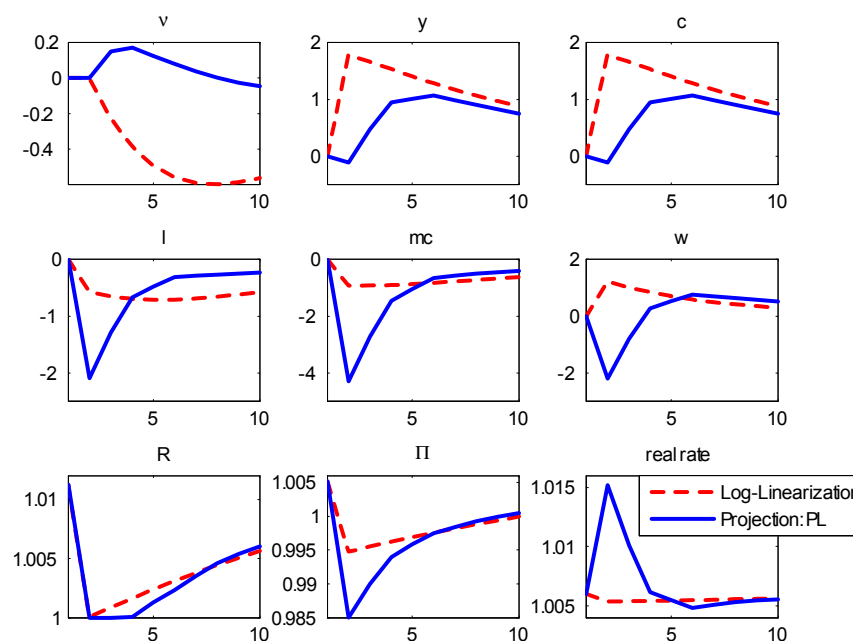 ν y c
0.2 2 2
0
-0.2 1 1
-0.4 0 0
5 10 5 10 5 10
l mc w
0 0 2
-1 -2 0
-2 -4 -2
5 10 5 10 5 10
R Π real rate
1.01 1.005 1.015
1 
1.005 0.995 1.01
0.99
1 0.985 1.005
5 10 5 10 5 10
Log-Linearization
Projection:PL